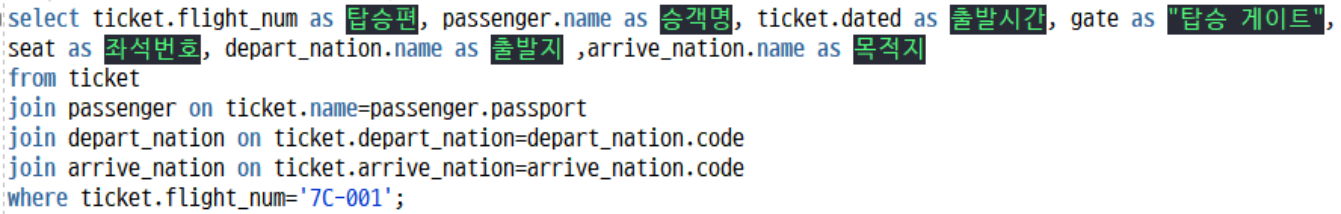 select ticket.flight_num as 탑승편, passenger.name as 승객명, ticket.dated as 출발시간, gate as "탑승 게이트",
seat as 좌석번호, depart_nation.name as 출발지 ,arrive_nation.name as 목적지
from ticket
join passenger on ticket.name=passenger.passport
join depart_nation on ticket.depart_nation=depart_nation.code
join arrive_nation on ticket.arrive_nation=arrive_nation.code
where ticket.flight_num='7C-001';